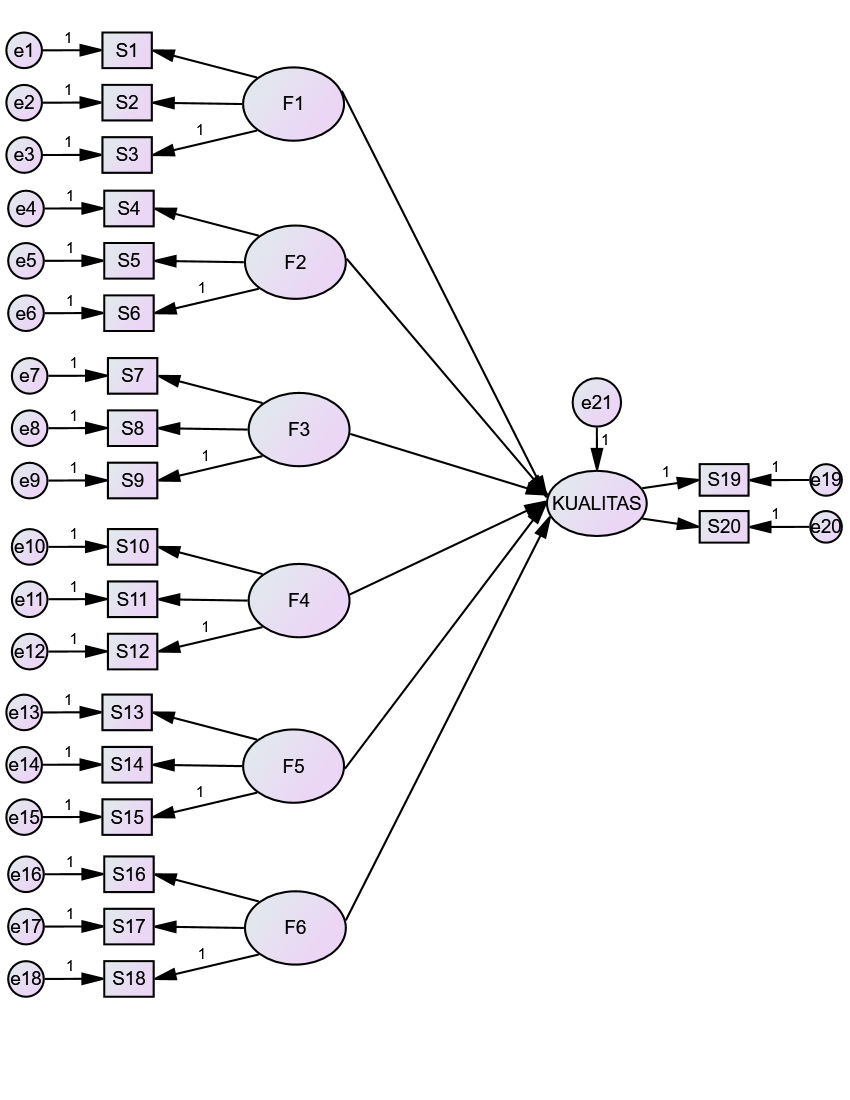 e1 1 S1
e2 1 S2 F1
e3 1 S3 1
e4 1 S4
e5 1 S5 F2
e6 1 S6 1
e7 1 S7
e8 1 S8 F3
e9 1 S9 1
e21
1
KUALITAS
1 S19 1 e19
S20 1 e20
e10 1 S10
e11 1 S11 F4
e12 1 S12 1
e13 1 S13
e14 1 S14 F5
e15 1 S15 1
e16 1 S16
e17 1 S17 F6
e18 1 S18 1